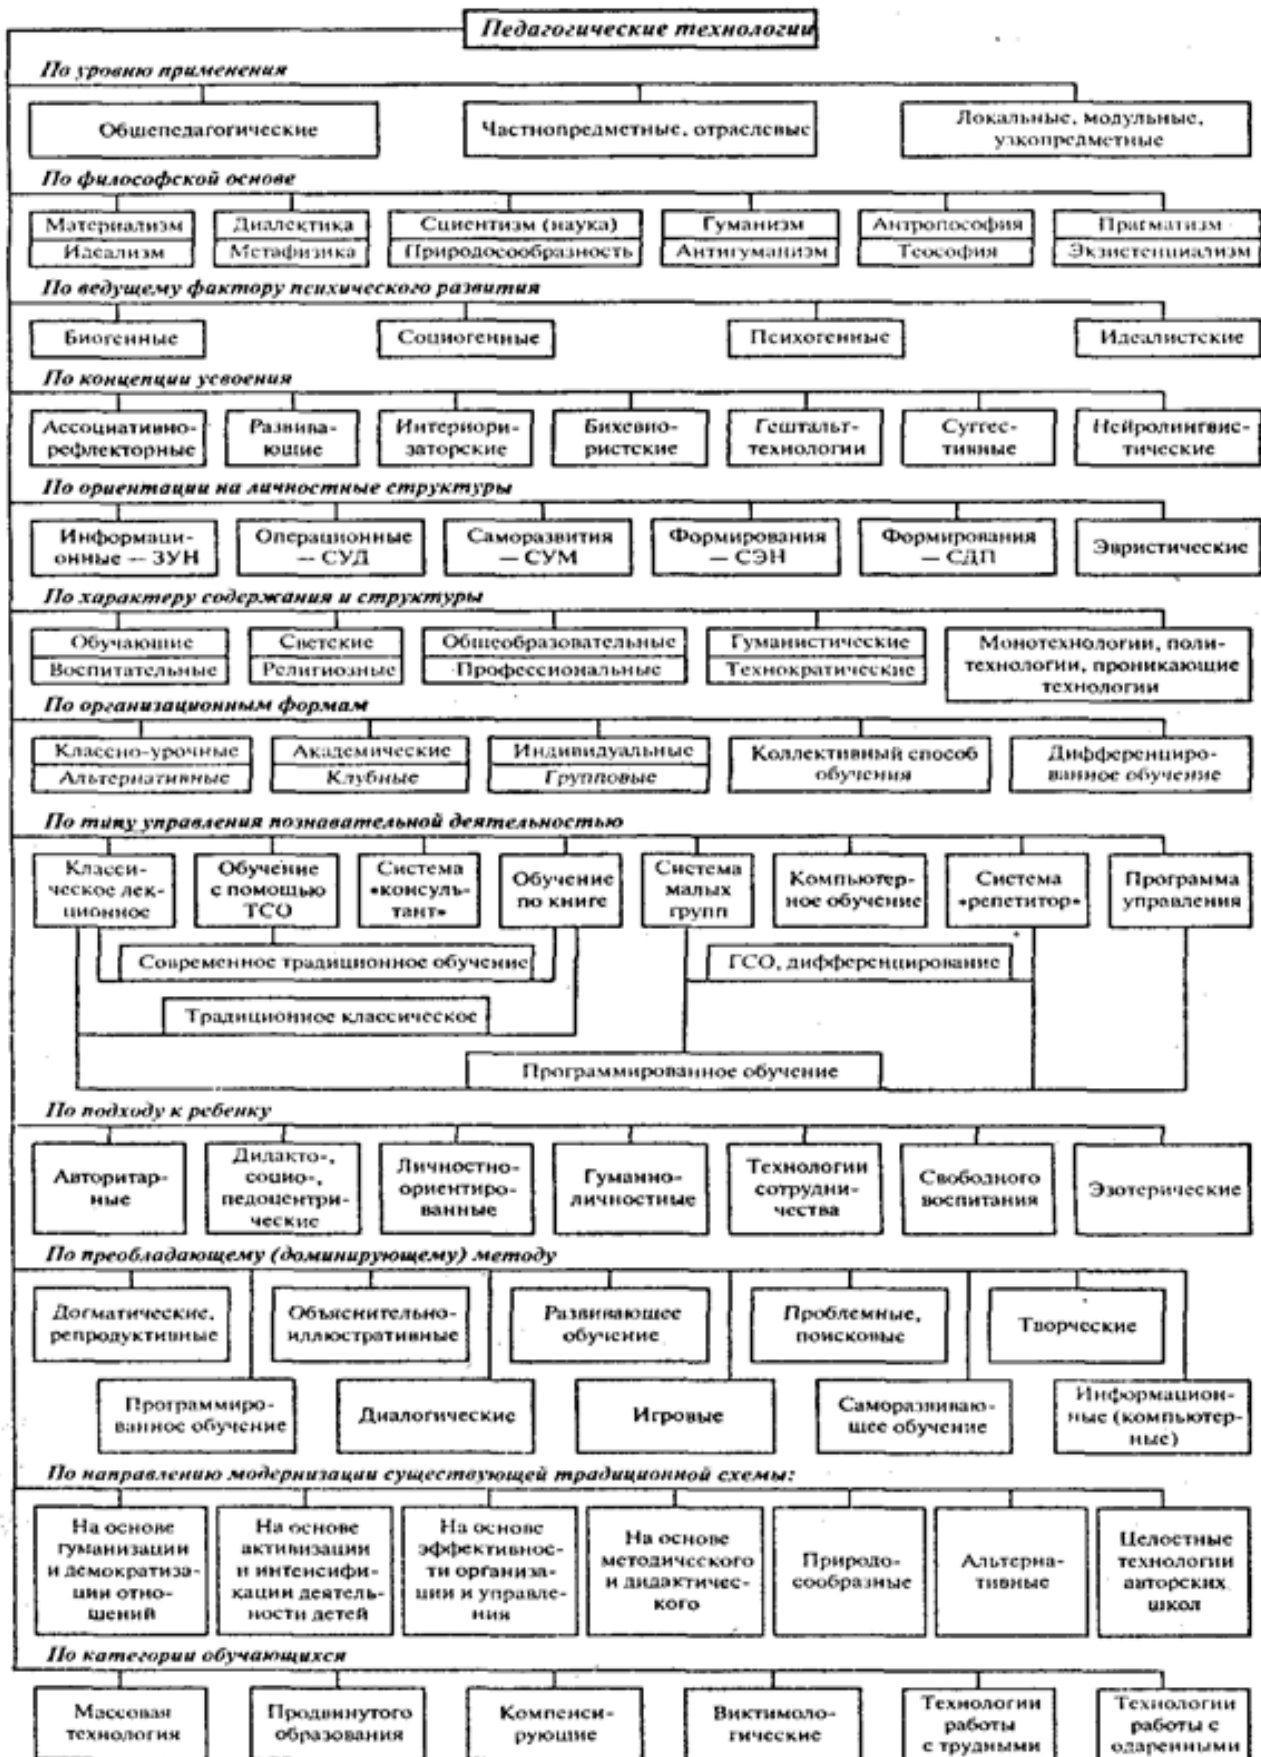 Педагогические технологии
По уровню применения
Общепедагогические
Частнопредметные, отраслевые
Локальные, модульные,
узкопредметные
По философской основе
Материализм
Идеализм
Диалектика
Метафизика
Сциентизм (наука)
Природосообразность
Гуманизм
Антигуманизм
Антропософия
Теософия
Прагматизм
Экзистенциализм
По ведущему фактору психического развития
Биогенные
Социогенные
Психогенные
Идеалистские
По концепции усвоения
Ассоциативно-
рефлекторные
Развива-
ющие
Интериори-
заторские
Бихевио-
ристские
Гештальт-
технологии
Суггес-
тивные
Нейролингвис-
тические
По ориентации на личностные структуры
Информаци-
онные — ЗУН
Операционные
— СУД
Саморазвития
— СУМ
Формирования
— СЭН
Формирования
— СДП
Эвристические
По характеру содержания и структуры
Обучающие
Воспитательные
Светские
Религиозные
Общеобразовательные
Профессиональные
Гуманистические
Технократические
Монотехнологии, поли-
технологии, проникающие
технологии
По организационным формам
Классно-урочные
Альтернативные
Академические
Клубные
Индивидуальные
Групповые
Коллективный способ
обучения
Дифференциро-
ванное обучение
По типу управления познавательной деятельностью
Класси-
ческое лек-
ционное
Обучение
с помощью
ТСО
Система
«консуль-
тант»
Обучение
по книге
Система
малых
групп
Компьютер-
ное обучение
Система
«репетитор»
Программа
управления
Современное традиционное обучение
ГСО, дифференцирование
Традиционное классическое
Программированное обучение
По подходу к ребенку
Авторитар-
ные
Дидакто-,
социо-,
педоцентри-
ческие
Личностно-
ориентиро-
ванные
Гуманно-
личностные
Технологии
сотрудни-
чества
Свободного
воспитания
Эзотерические
По преобладающему (доминирующему) методу
Догматические,
репродуктивные
Объяснительно-
иллюстративные
Развивающее
обучение
Проблемные,
поисковые
Творческие
Программиро-
ванное обучение
Диалогические
Игровые
Саморазвиваю-
щее обучение
Информацион-
ные (компьютер-
ные)
По направлению модернизации существующей традиционной схемы:
На основе
гуманизации
и демократиза-
ции отно-
шений
На основе
активизации
и интенсифи-
кации деятель-
ности детей
На основе
эффективнос-
ти организа-
ции и управле-
ния
На основе
методического
и дидактичес-
кого
Природо-
сообразные
Альтерна-
тивные
Целостные
технологии
авторских
школ
По категории обучающихся
Массовая
технология
Продвинутого
образования
Компенси-
рующие
Виктимоло-
гические
Технологии
работы
с трудными
Технологии
работы с
одаренными